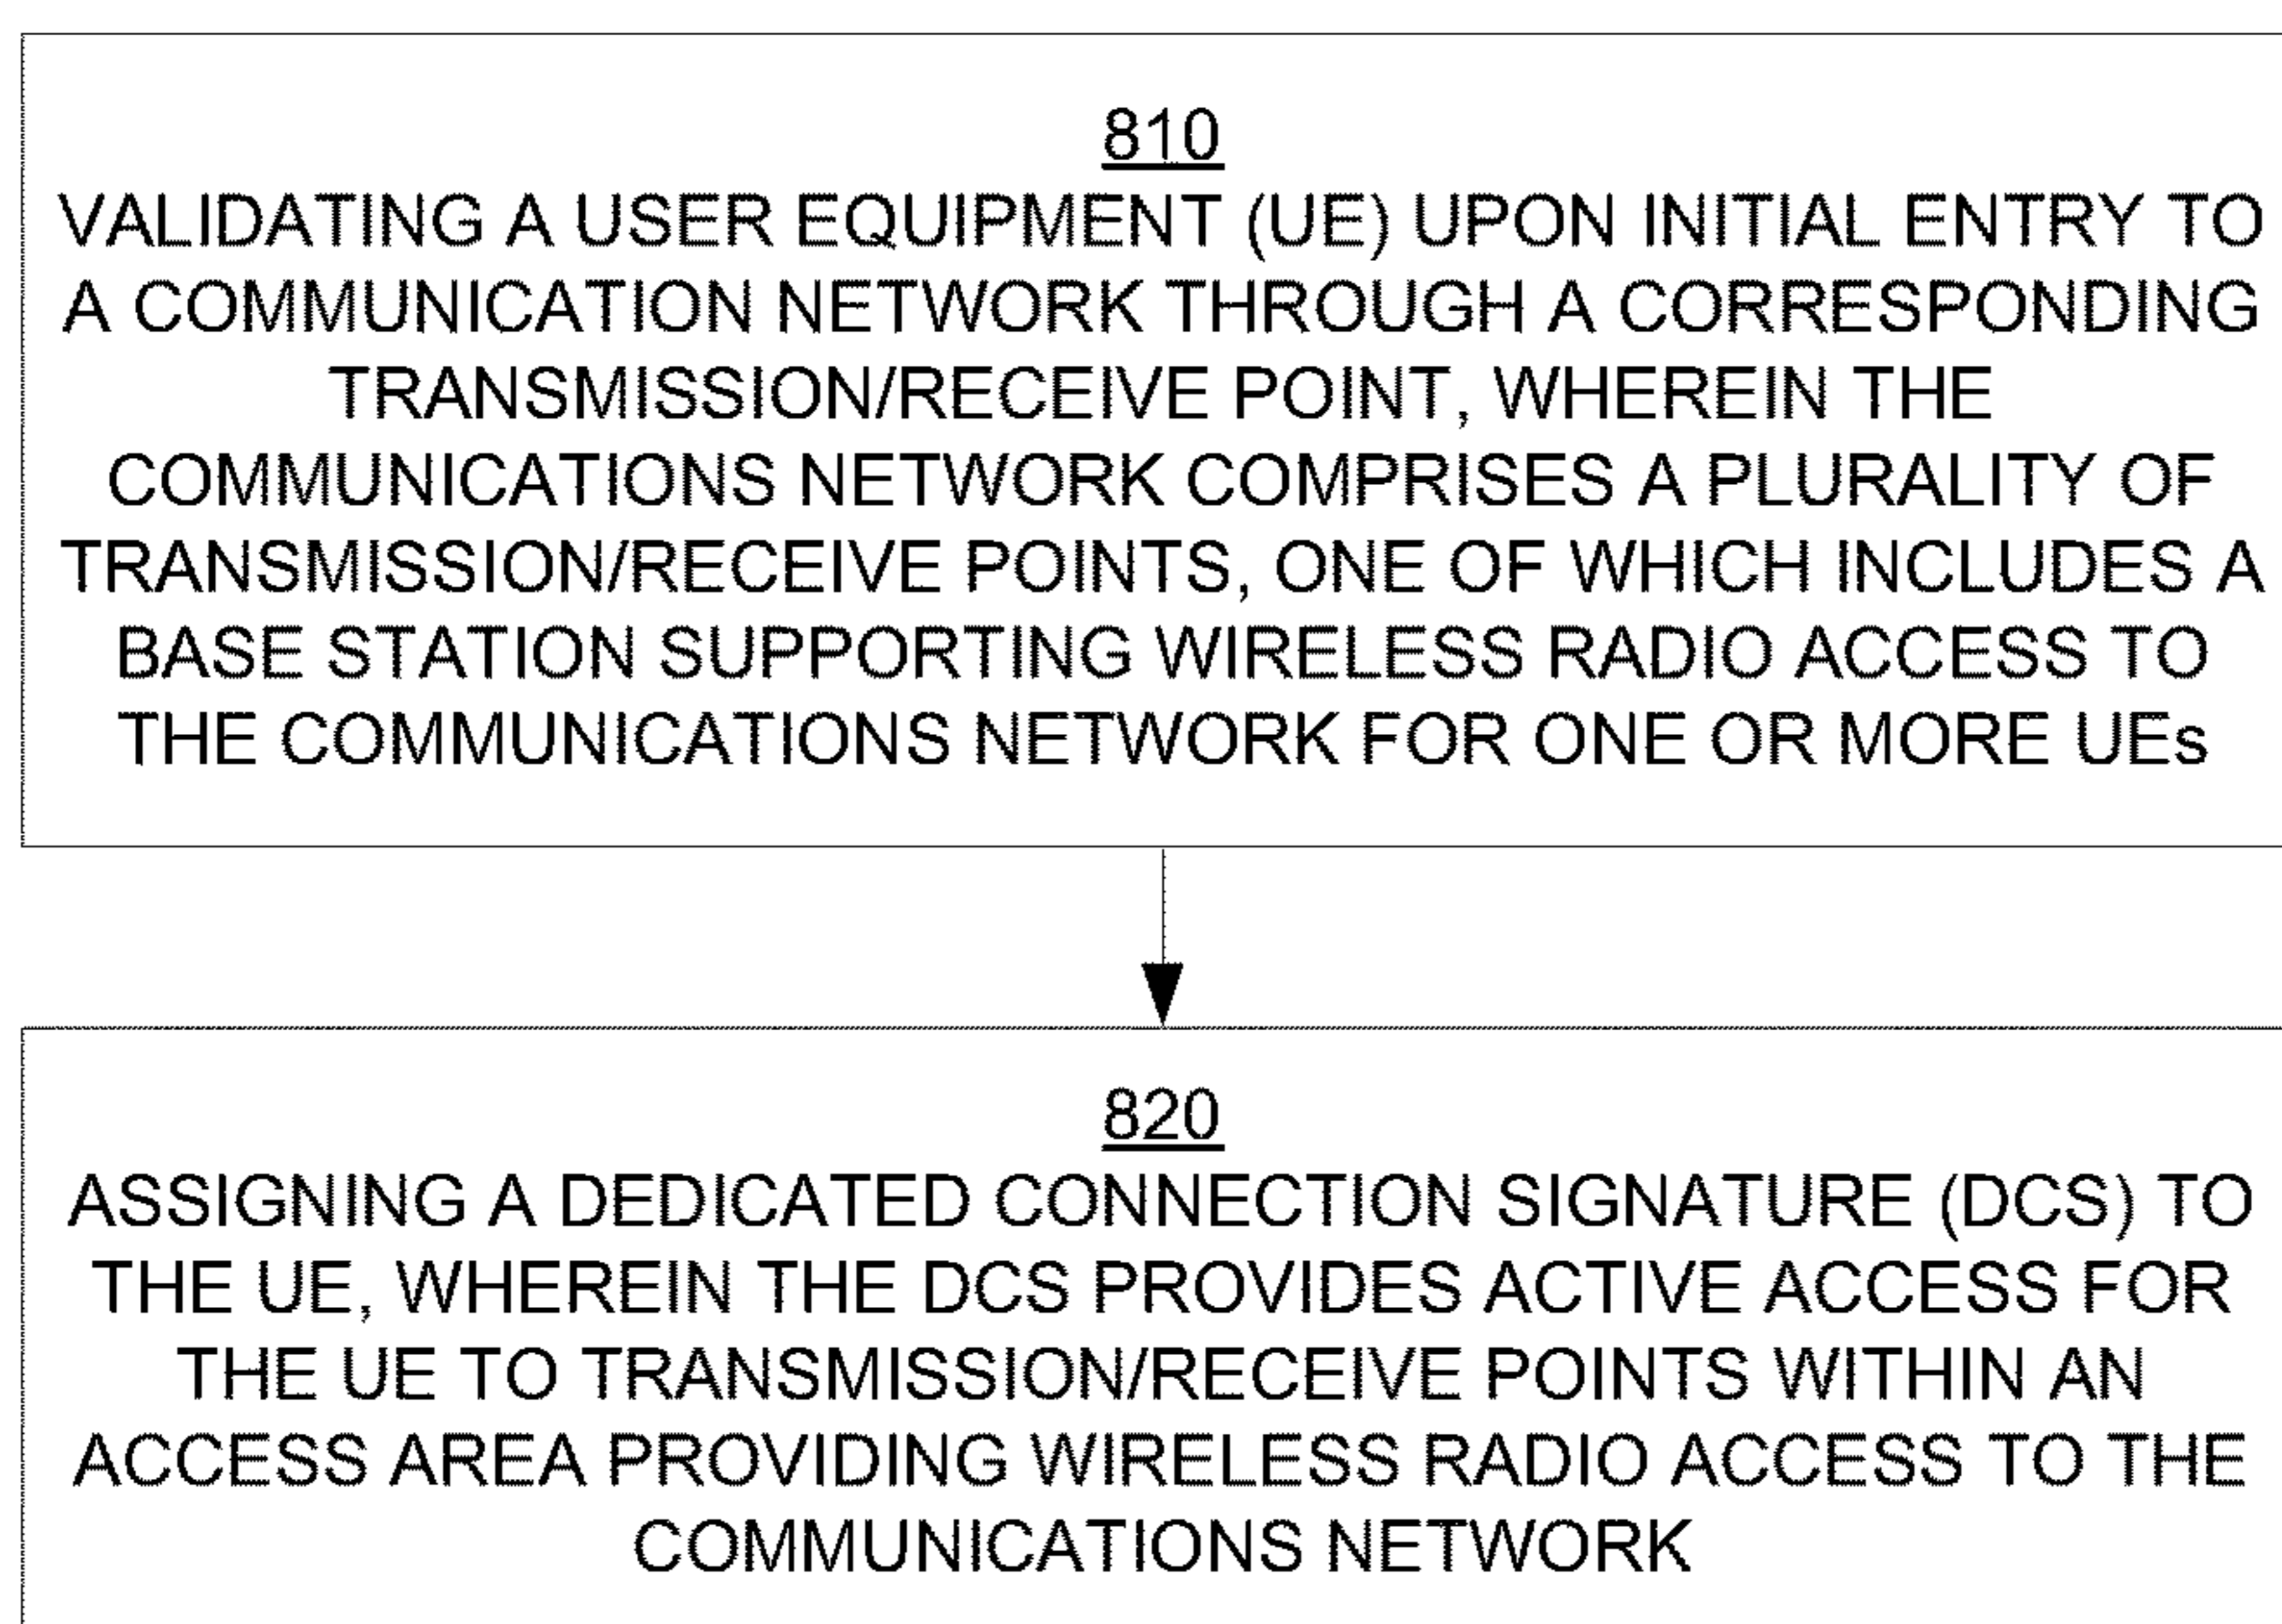 810
VALIDATING A USER EQUIPMENT (UE) UPON INITIAL ENTRY TO
A COMMUNICATION NETWORK THROUGH A CORRESPONDING
TRANSMISSION/RECEIVE POINT, WHEREIN THE
COMMUNICATIONS NETWORK COMPRISES A PLURALITY OF
TRANSMISSION/RECEIVE POINTS, ONE OF WHICH INCLUDES A
BASE STATION SUPPORTING WIRELESS RADIO ACCESS TO
THE COMMUNICATIONS NETWORK FOR ONE OR MORE UEs
820
ASSIGNING A DEDICATED CONNECTION SIGNATURE (DCS) TO
THE UE, WHEREIN THE DCS PROVIDES ACTIVE ACCESS FOR
THE UE TO TRANSMISSION/RECEIVE POINTS WITHIN AN
ACCESS AREA PROVIDING WIRELESS RADIO ACCESS TO THE
COMMUNICATIONS NETWORK